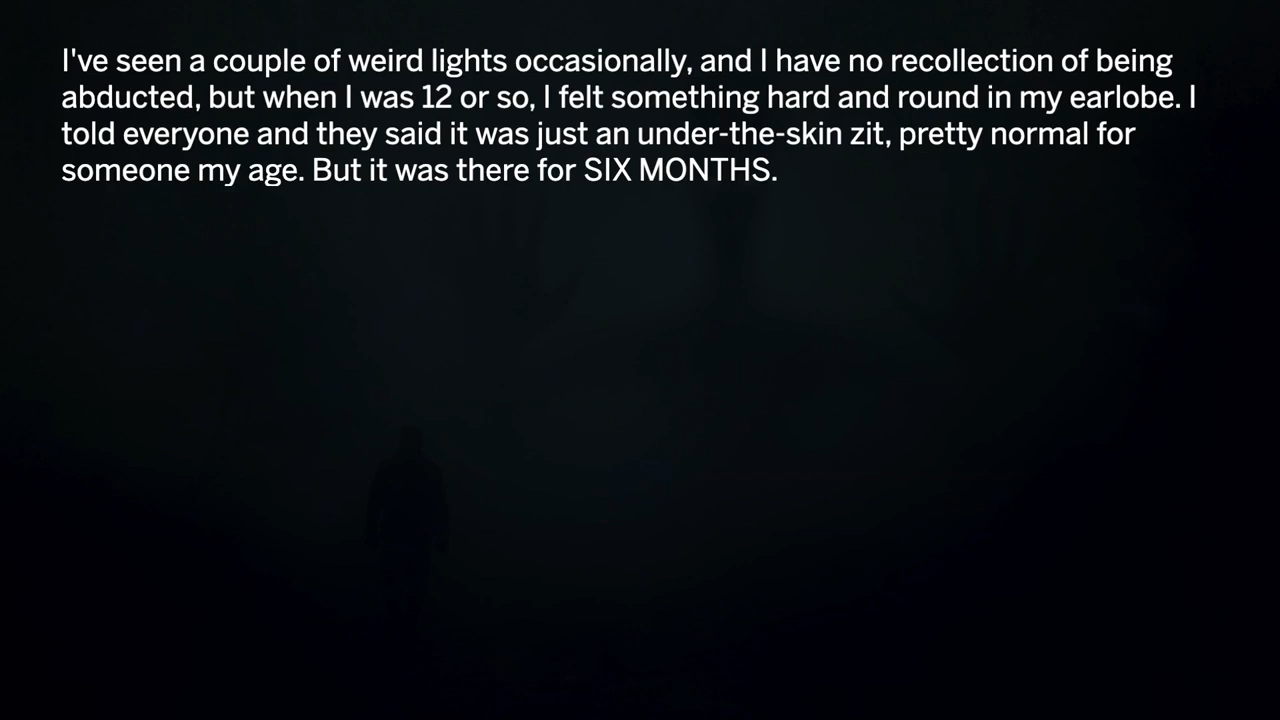 I've seen a couple of weird lights occasionally, and I have no recollection of being
abducted, but when I was 12 or so, I felt something hard and round in my earlobe. I
told everyone and they said it was just an under-the-skin zit, pretty normal for
someone my age. But it was there for SIX MONTHS.